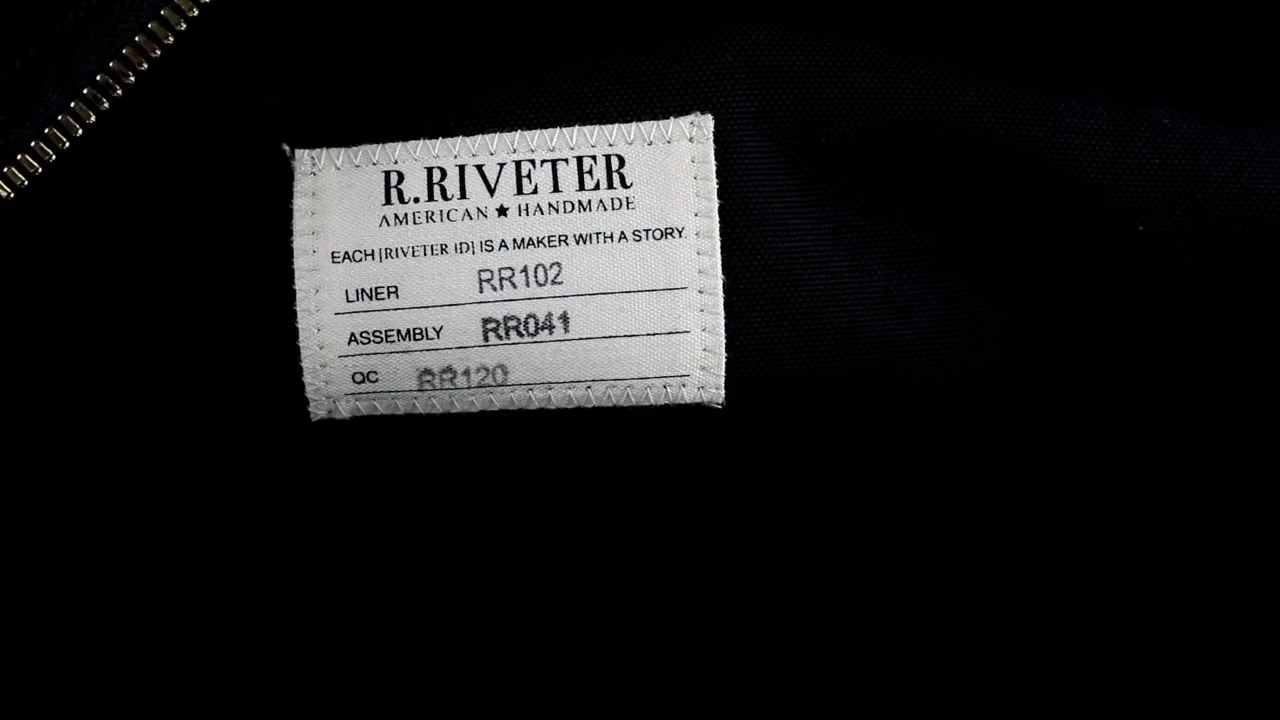 R.RIVETER
AMERICAN ★ HANDMADE
EACH [RIVETER ID] IS A MAKER WITH A STORY.
LINER RR102
ASSEMBLY RR041
QC RR120